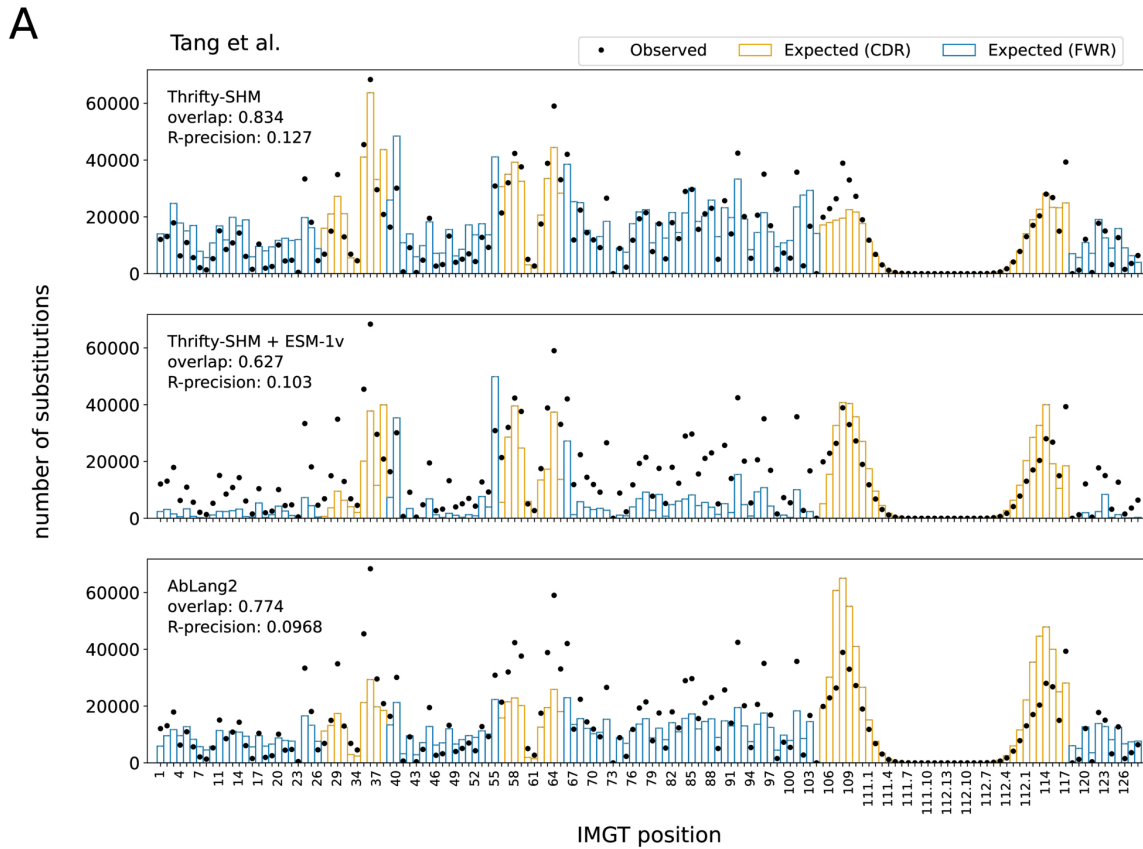 A
Tang et al.
Observed
Expected (CDR)
Expected (FWR)
number of substitutions
Thrifty-SHM
overlap: 0.834
R-precision: 0.127
60000
40000
20000
0
Thrifty-SHM + ESM-1v
overlap: 0.627
R-precision: 0.103
60000
40000
20000
0
AbLang2
overlap: 0.774
R-precision: 0.0968
60000
40000
20000
0
1 4 7 11 14 17 20 23 26 29 34 37 40 43 46 49 52 55 58 61 64 67 70 73 76 79 82 85 88 91 94 97 100 103 106 109 111.1 111.4 111.7 111.10 112.13 112.10 112.7 112.4 112.1 114 117 120 123 126
IMGT position